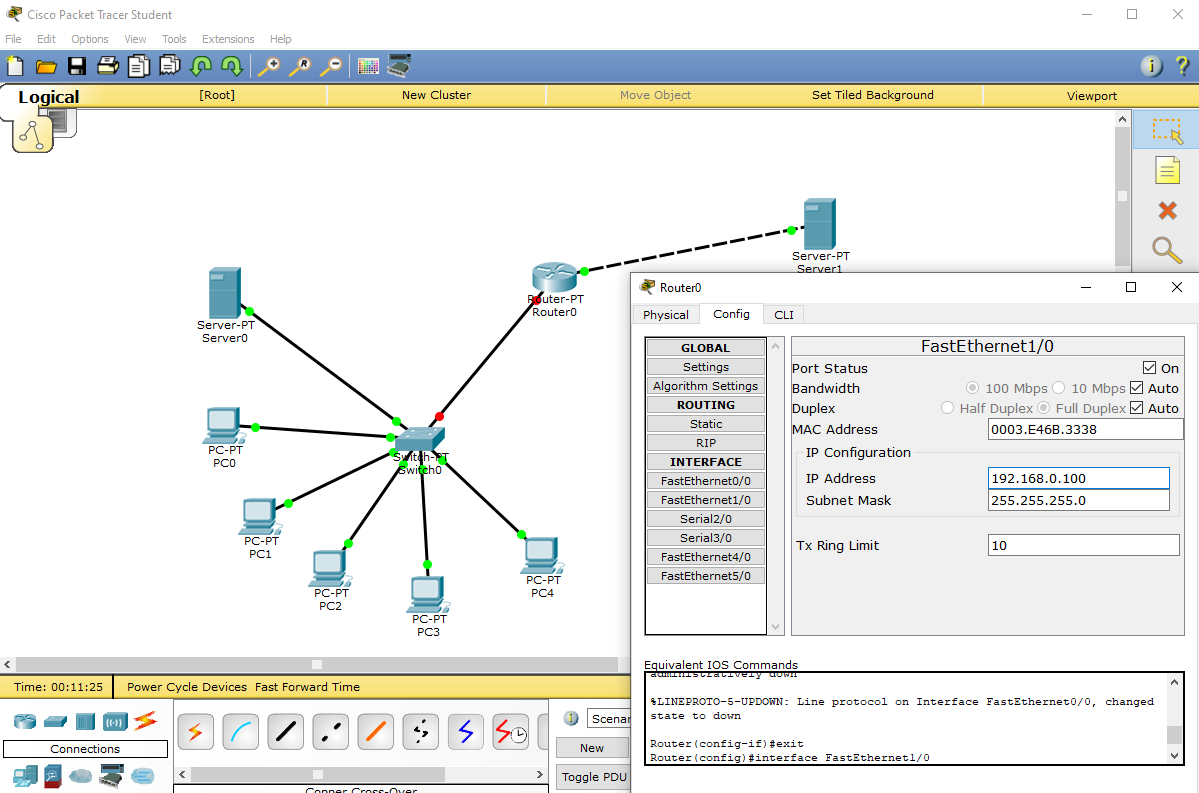 Cisco Packet Tracer Student
File Edit Options View Tools Extensions Help
Logical [Root] New Cluster Move Object Set Tiled Background Viewport
Server-PT
Server1
Server-PT
Server0
Router-PT
Router0
PC-PT
PC0
Switch-PT
Switch0
PC-PT
PC1
PC-PT
PC2
PC-PT
PC3
PC-PT
PC4
Router0
Physical Config CLI
GLOBAL
Settings
Algorithm Settings
ROUTING
Static
RIP
INTERFACE
FastEthernet0/0
FastEthernet1/0
Serial2/0
Serial3/0
FastEthernet4/0
FastEthernet5/0
FastEthernet1/0
Port Status On
Bandwidth 100 Mbps 10 Mbps Auto
Duplex Half Duplex Full Duplex Auto
MAC Address 0003.E46B.3338
IP Configuration
IP Address 192.168.0.100
Subnet Mask 255.255.255.0
Tx Ring Limit 10
Equivalent IOS Commands
administratively down
%LINEPROTO-5-UPDOWN: Line protocol on Interface FastEthernet0/0, changed
state to down
Router(config-if)#exit
Router(config)#interface FastEthernet1/0
Time: 00:11:25 Power Cycle Devices Fast Forward Time
Connections
Copper Cross-Over
Scenar
New
Toggle PDU